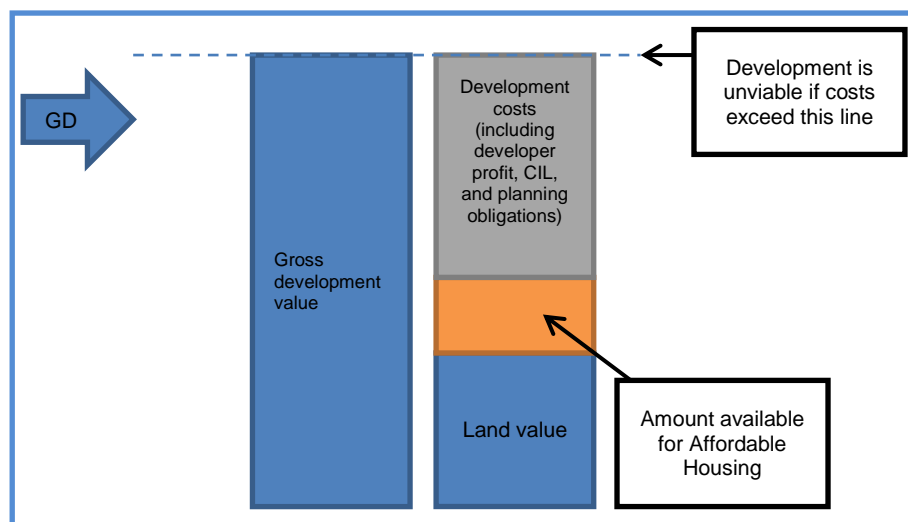 GD
Gross
development
value
Development
costs
(including
developer
profit, CIL,
and planning
obligations)
Land value
Development is
unviable if costs
exceed this line
Amount available
for Affordable
Housing